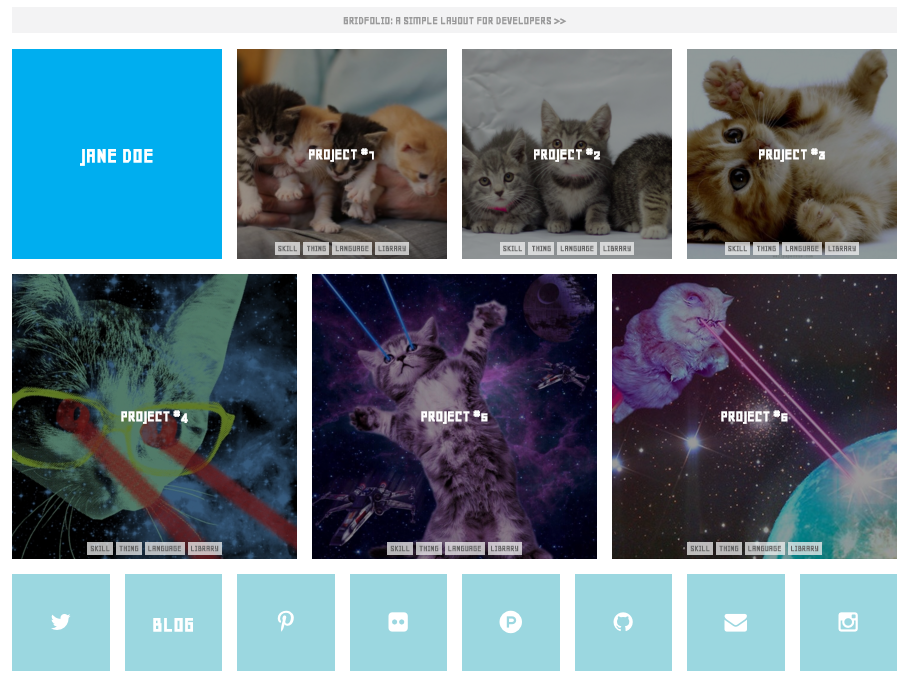 GRIDFOLIO: A SIMPLE LAYOUT FOR DEVELOPERS >>
JANE DOE
PROJECT #1
SKILL THING LANGUAGE LIBRARY
PROJECT #2
SKILL THING LANGUAGE LIBRARY
PROJECT #3
SKILL THING LANGUAGE LIBRARY
PROJECT #4
SKILL THING LANGUAGE LIBRARY
PROJECT #5
SKILL THING LANGUAGE LIBRARY
PROJECT #6
SKILL THING LANGUAGE LIBRARY
BLOG